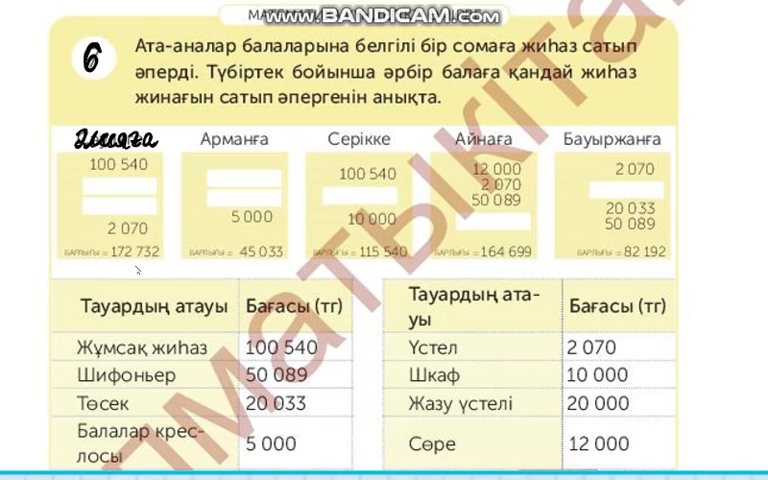 www.BANDICAM.com
6
Ата-аналар балаларына белгілі бір сомаға жиһаз сатып
әперді. Түбіртек бойынша әрбір балаға қандай жиһаз
жинағын сатып әпергенін анықта.
Арманға
Серікке
Айнаға
Бауыржанға
100 540
2 070
БАРЛЫҒЫ = 172 732
5 000
БАРЛЫҒЫ = 45 033
100 540
10 000
БАРЛЫҒЫ = 115 540
12 000
2 070
50 089
БАРЛЫҒЫ = 164 699
2 070
20 033
50 089
БАРЛЫҒЫ = 82 192
Тауардың атауы Бағасы (тг)
Жұмсақ жиһаз 100 540
Шифоньер 50 089
Төсек 20 033
Балалар крес-
лосы 5 000
Тауардың ата-
уы Бағасы (тг)
Үстел 2 070
Шкаф 10 000
Жазу үстелі 20 000
Сөре 12 000